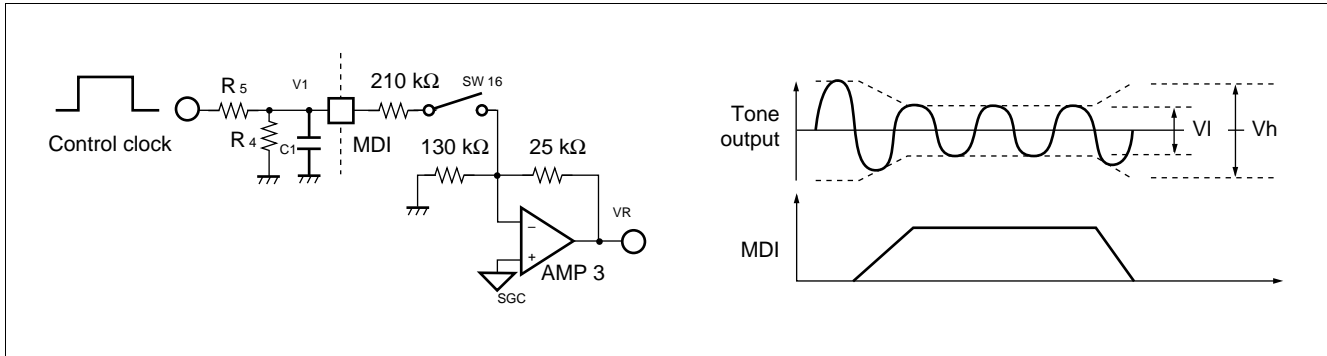 Control clock
R5
R4
V1
C1
MDI
210 kΩ
SW 16
130 kΩ
25 kΩ
VR
−
+
AMP 3
SGC
Tone
output
Vl
Vh
MDI